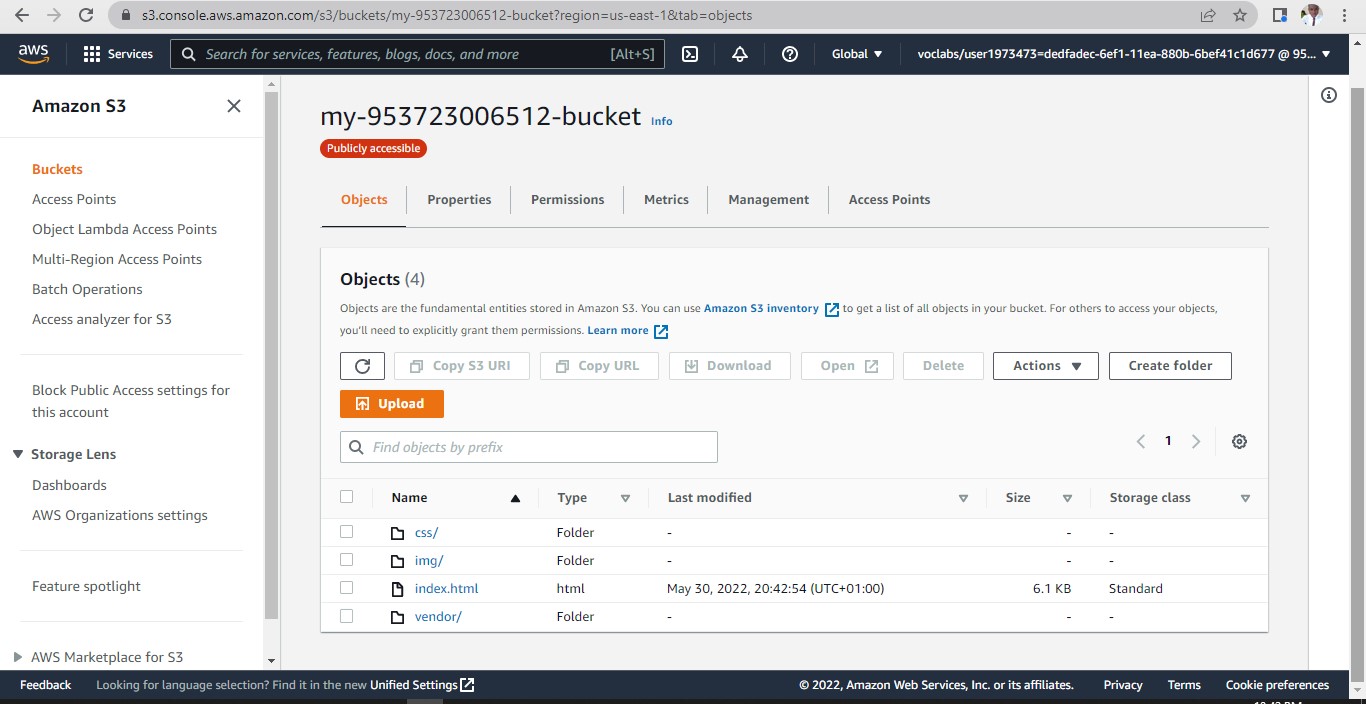 s3.console.aws.amazon.com/s3/buckets/my-953723006512-bucket?region=us-east-1&tab=objects
aws Services Search for services, features, blogs, docs, and more [Alt+S] Global voclabs/user1973473=dedfadec-6ef1-11ea-880b-6bef41c1d677 @ 95...
Amazon S3
Buckets
Access Points
Object Lambda Access Points
Multi-Region Access Points
Batch Operations
Access analyzer for S3
Block Public Access settings for
this account
Storage Lens
Dashboards
AWS Organizations settings
Feature spotlight
AWS Marketplace for S3
my-953723006512-bucket Info
Publicly accessible
Objects Properties Permissions Metrics Management Access Points
Objects (4)
Objects are the fundamental entities stored in Amazon S3. You can use Amazon S3 inventory to get a list of all objects in your bucket. For others to access your objects,
you'll need to explicitly grant them permissions. Learn more
Copy S3 URI Copy URL Download Open Delete Actions Create folder
Upload
Find objects by prefix 1
Name Type Last modified Size Storage class
css/ Folder - - -
img/ Folder - - -
index.html html May 30, 2022, 20:42:54 (UTC+01:00) 6.1 KB Standard
vendor/ Folder - - -
Feedback Looking for language selection? Find it in the new Unified Settings © 2022, Amazon Web Services, Inc. or its affiliates. Privacy Terms Cookie preferences